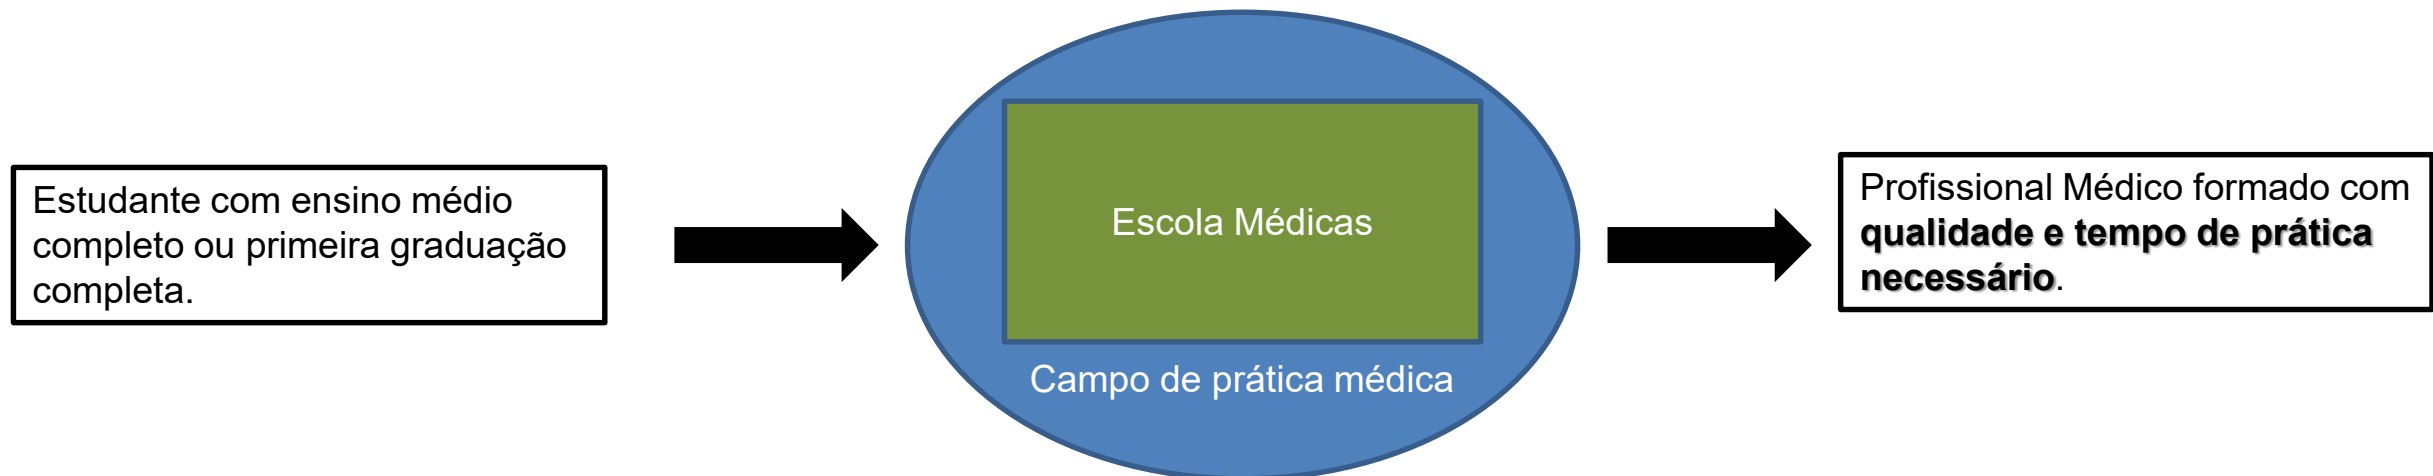 Estudante com ensino médio
completo ou primeira graduação
completa.
Escola Médicas
Campo de prática médica
Profissional Médico formado com
qualidade e tempo de prática
necessário.